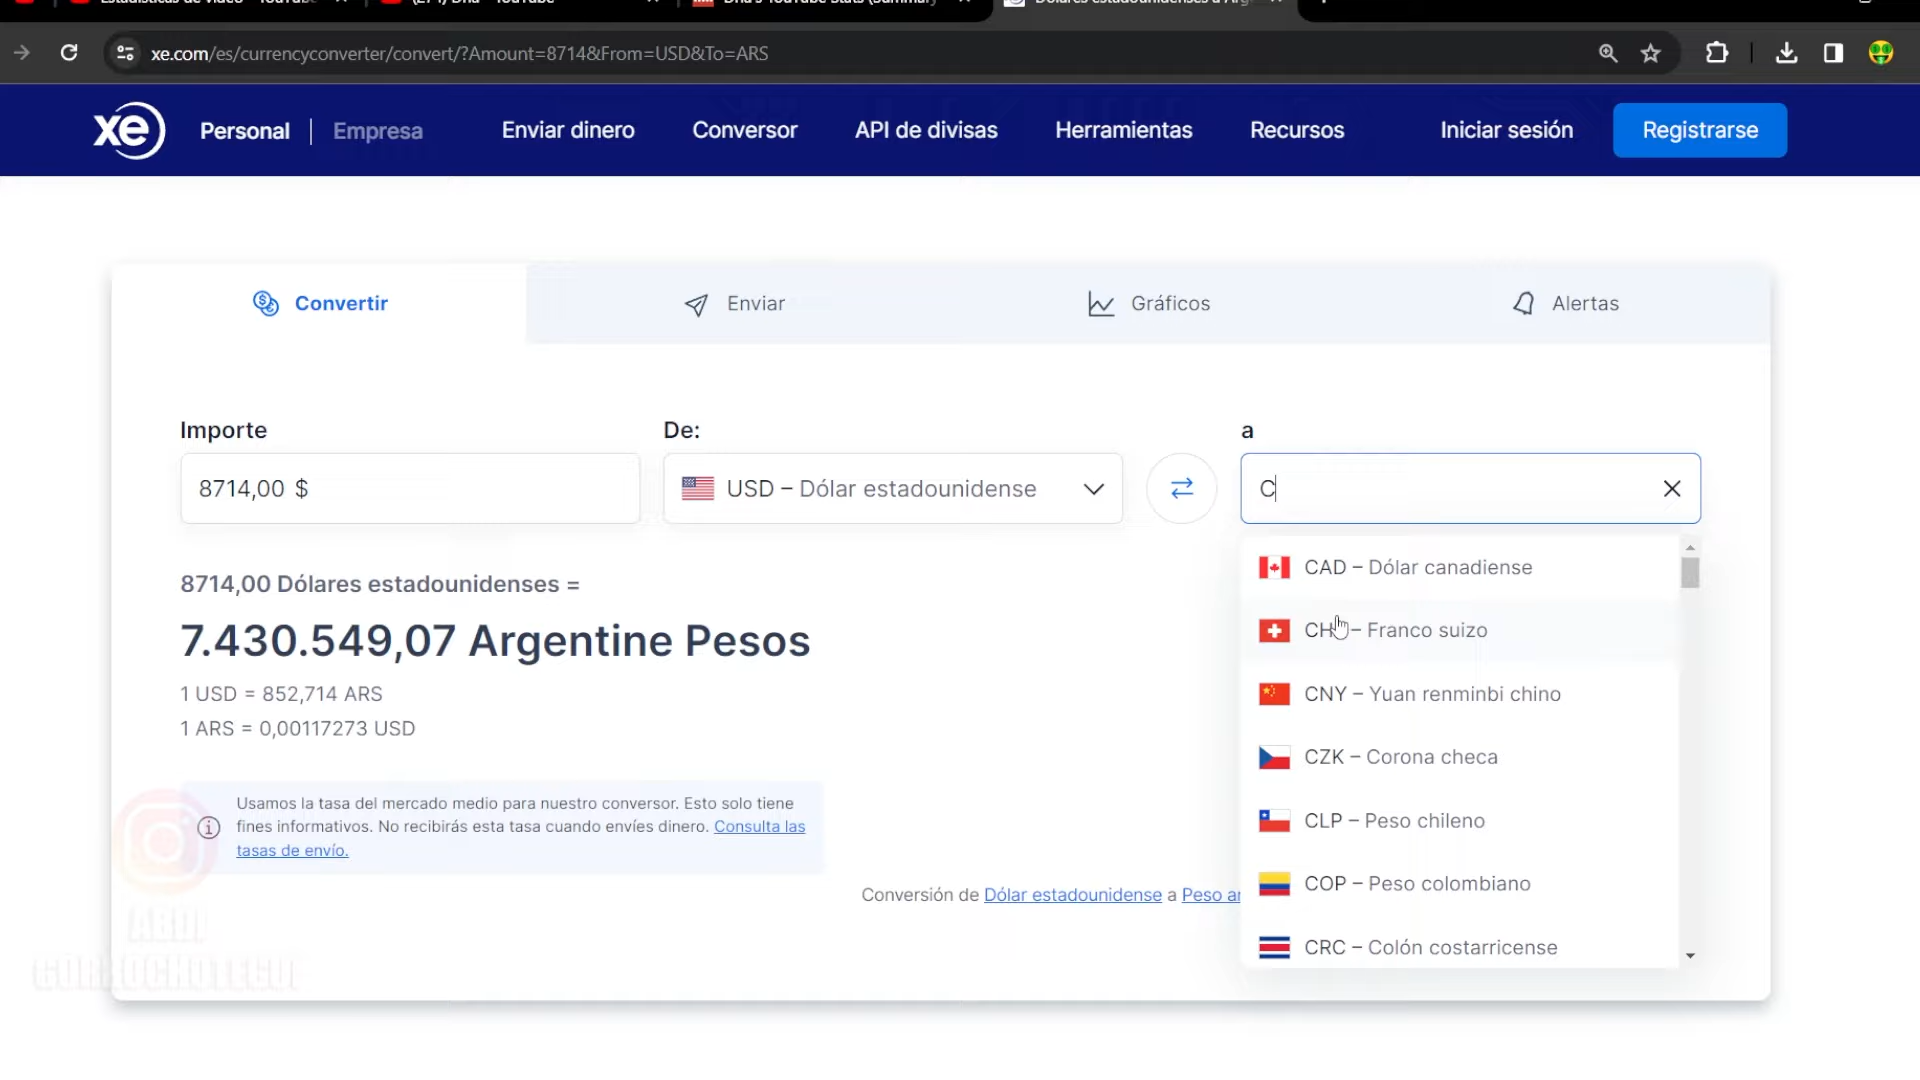 xe.com/es/currencyconverter/convert/?Amount=8714&From=USD&To=ARS
xe Personal Empresa Enviar dinero Conversor API de divisas Herramientas Recursos Iniciar sesión Registrarse
Convertir Enviar Gráficos Alertas
Importe De: a
8714,00 $ USD – Dólar estadounidense C
8714,00 Dólares estadounidenses =
7.430.549,07 Argentine Pesos
1 USD = 852,714 ARS
1 ARS = 0,00117273 USD
Usamos la tasa del mercado medio para nuestro conversor. Esto solo tiene
fines informativos. No recibirás esta tasa cuando envíes dinero. Consulta las
tasas de envío.
Conversión de Dólar estadounidense a Peso ar
CAD – Dólar canadiense
– Franco suizo
CNY – Yuan renminbi chino
CZK – Corona checa
CLP – Peso chileno
COP – Peso colombiano
CRC – Colón costarricense